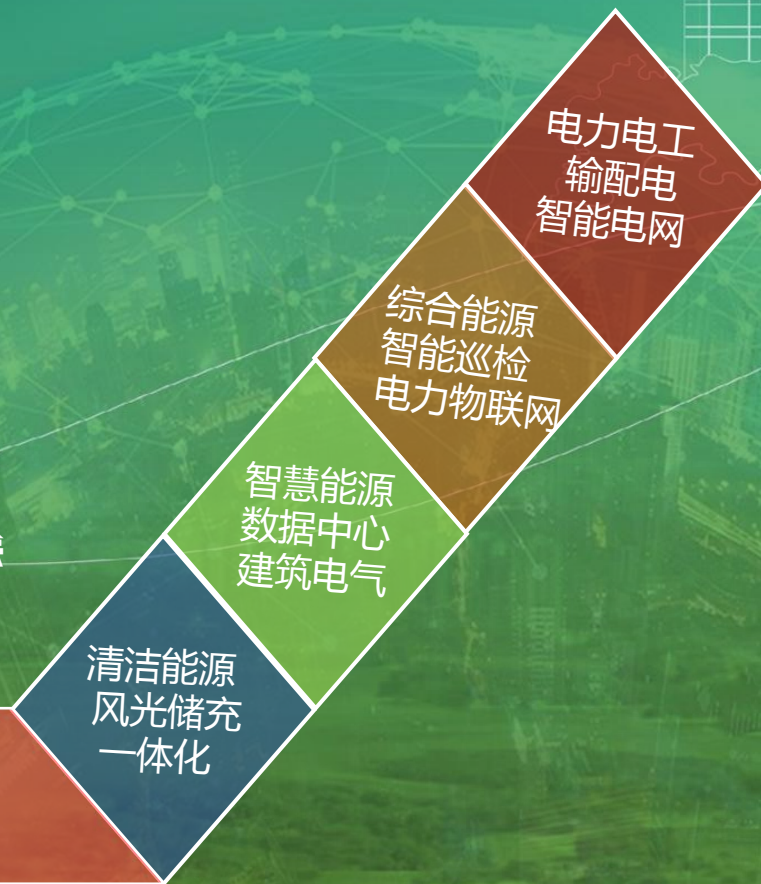 电力电工
输配电
智能电网
综合能源
智能巡检
电力物联网
智慧能源
数据中心
建筑电气
清洁能源
风光储充
一体化